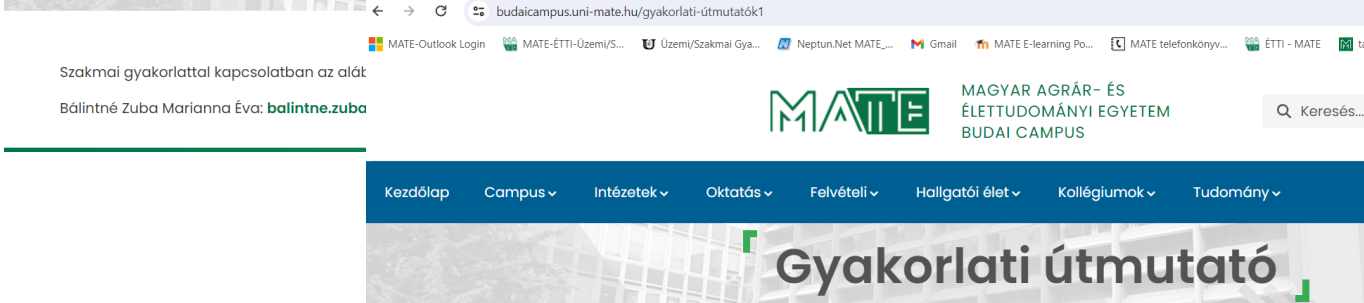 budaicampus.uni-mate.hu/gyakorlati-útmutatók1
MATE-Outlook Login MATE-ÉTTI-Üzemi/S... Üzemi/Szakmai Gya... Neptun.Net MATE_... Gmail MATE E-learning Po... MATE telefonkönyv... ÉTTI - MATE
Szakmai gyakorlattal kapcsolatban az aláb
Bálintné Zuba Marianna Éva: balintne.zuba
MATE
MAGYAR AGRÁR- ÉS
ÉLETTUDOMÁNYI EGYETEM
BUDAI CAMPUS
Keresés...
Kezdőlap Campus Intézetek Oktatás Felvételi Hallgatói élet Kollégiumok Tudomány
Gyakorlati útmutató